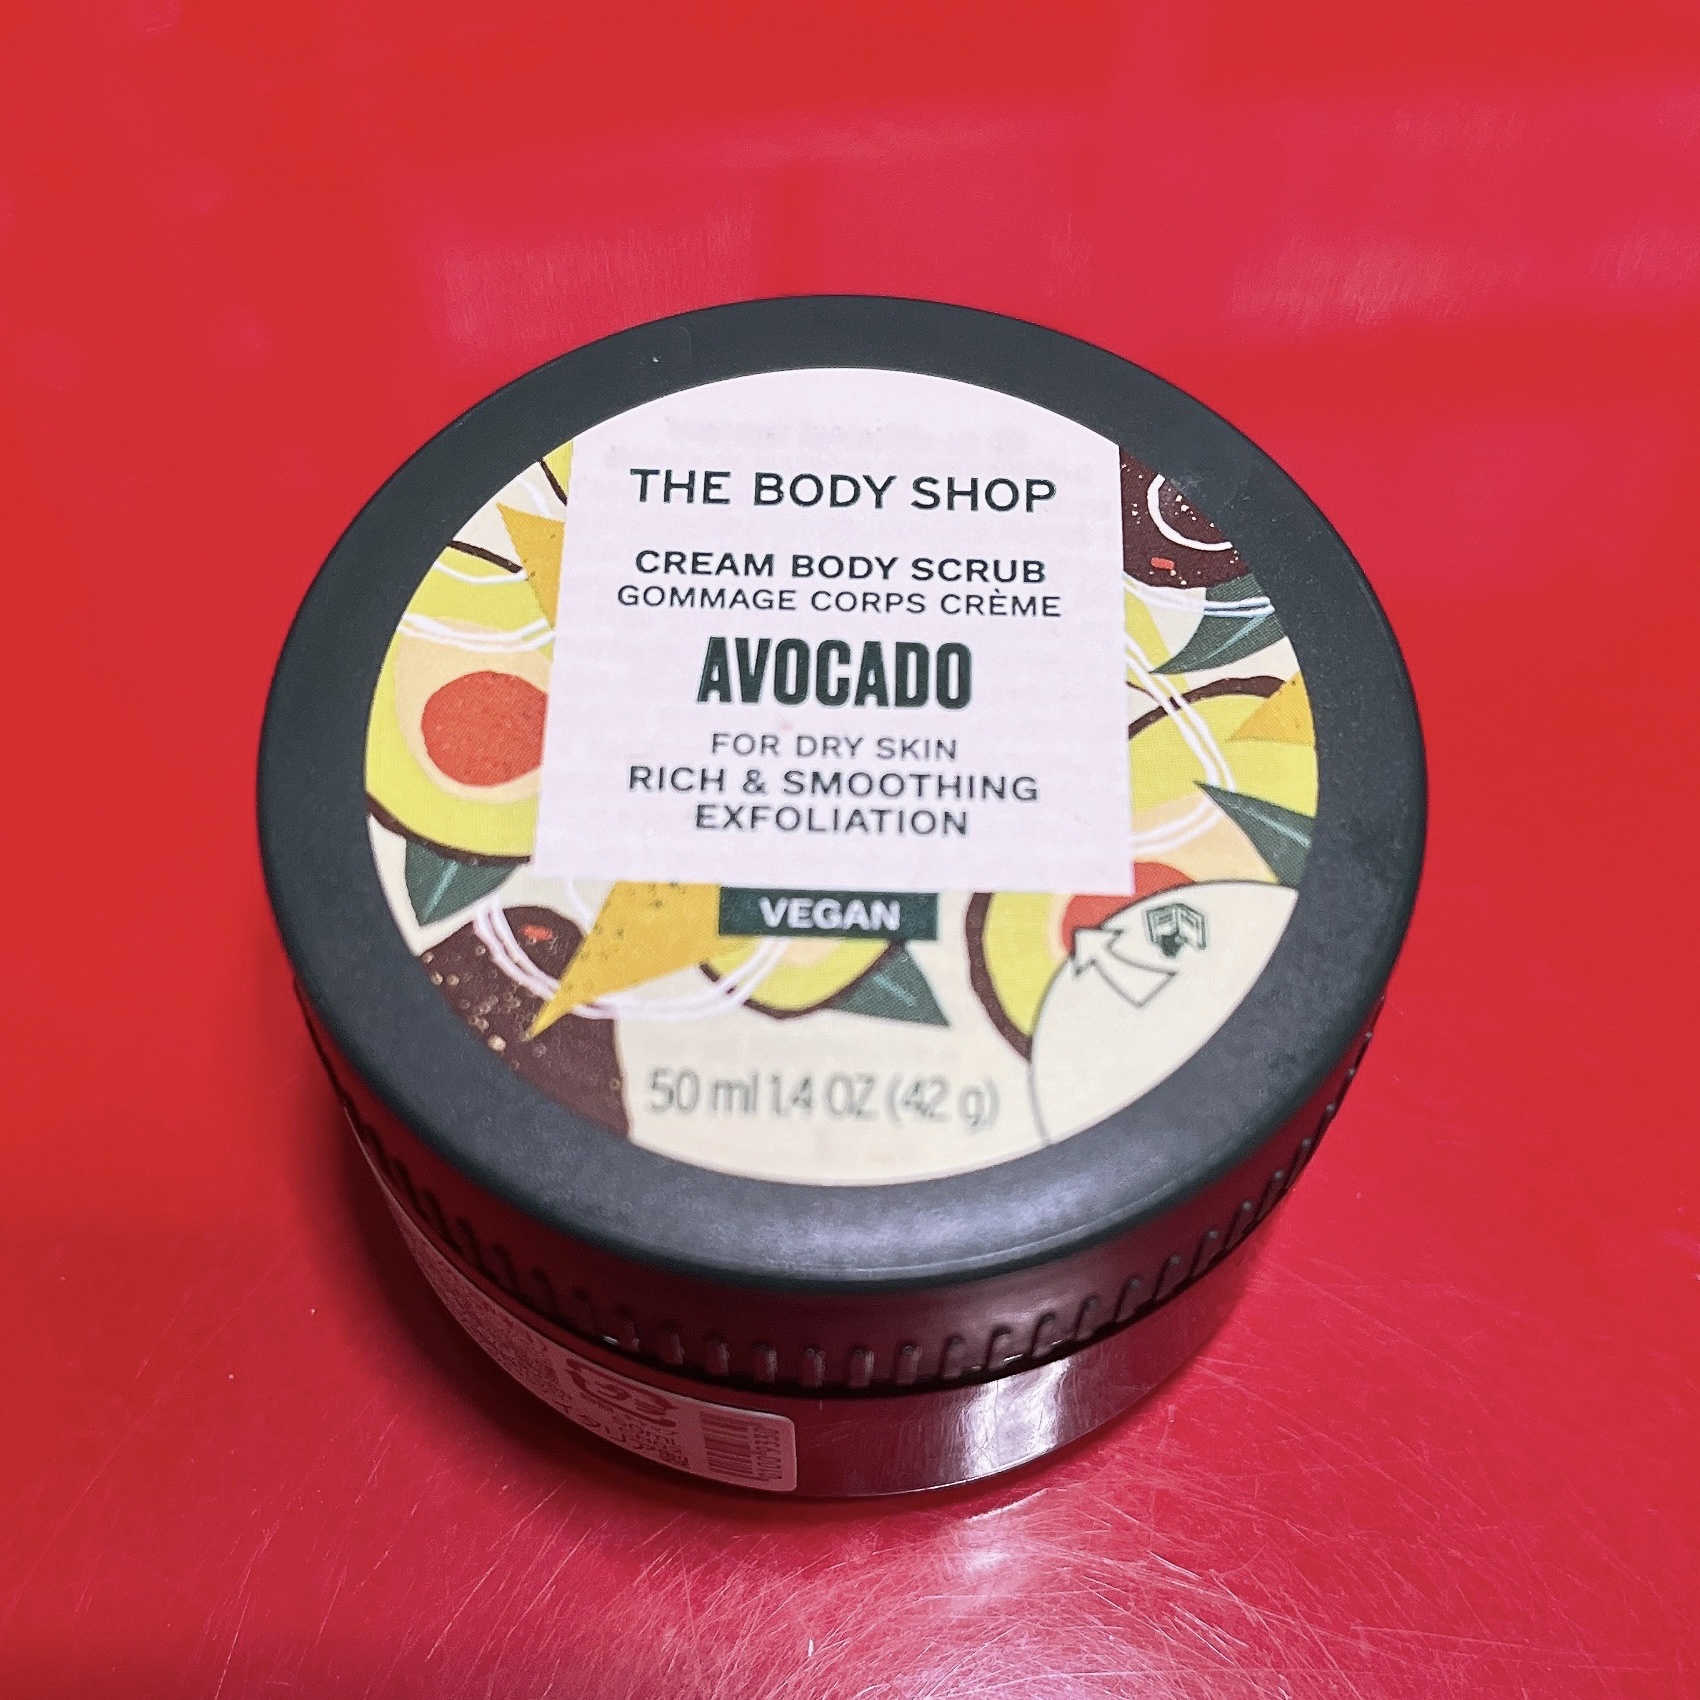 THE BODY SHOP
CREAM BODY SCRUB
GOMMAGE CORPS CRÈME
AVOCADO
FOR DRY SKIN
RICH & SMOOTHING
EXFOLIATION
VEGAN
50 ml 1.4 OZ (42 g)